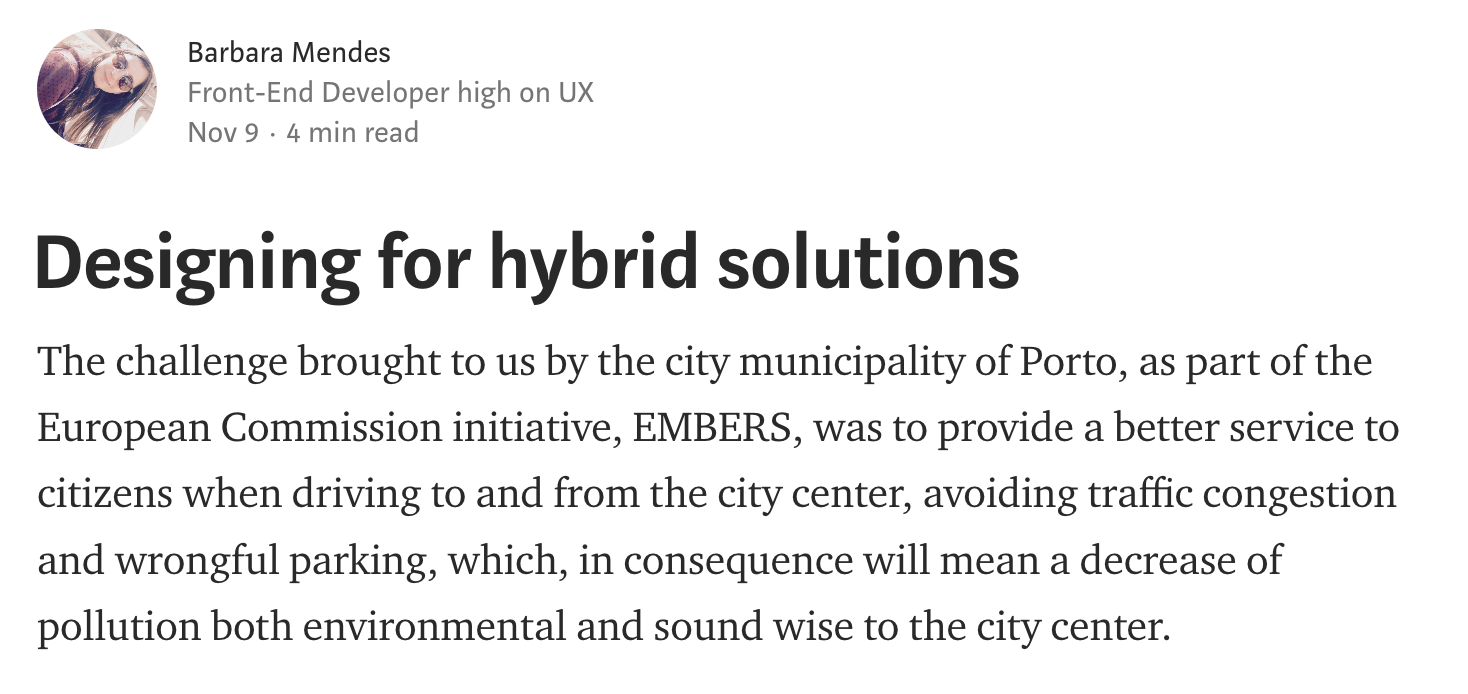 Barbara Mendes
Front-End Developer high on UX
Nov 9 · 4 min read
Designing for hybrid solutions
The challenge brought to us by the city municipality of Porto, as part of the
European Commission initiative, EMBERS, was to provide a better service to
citizens when driving to and from the city center, avoiding traffic congestion
and wrongful parking, which, in consequence will mean a decrease of
pollution both environmental and sound wise to the city center.